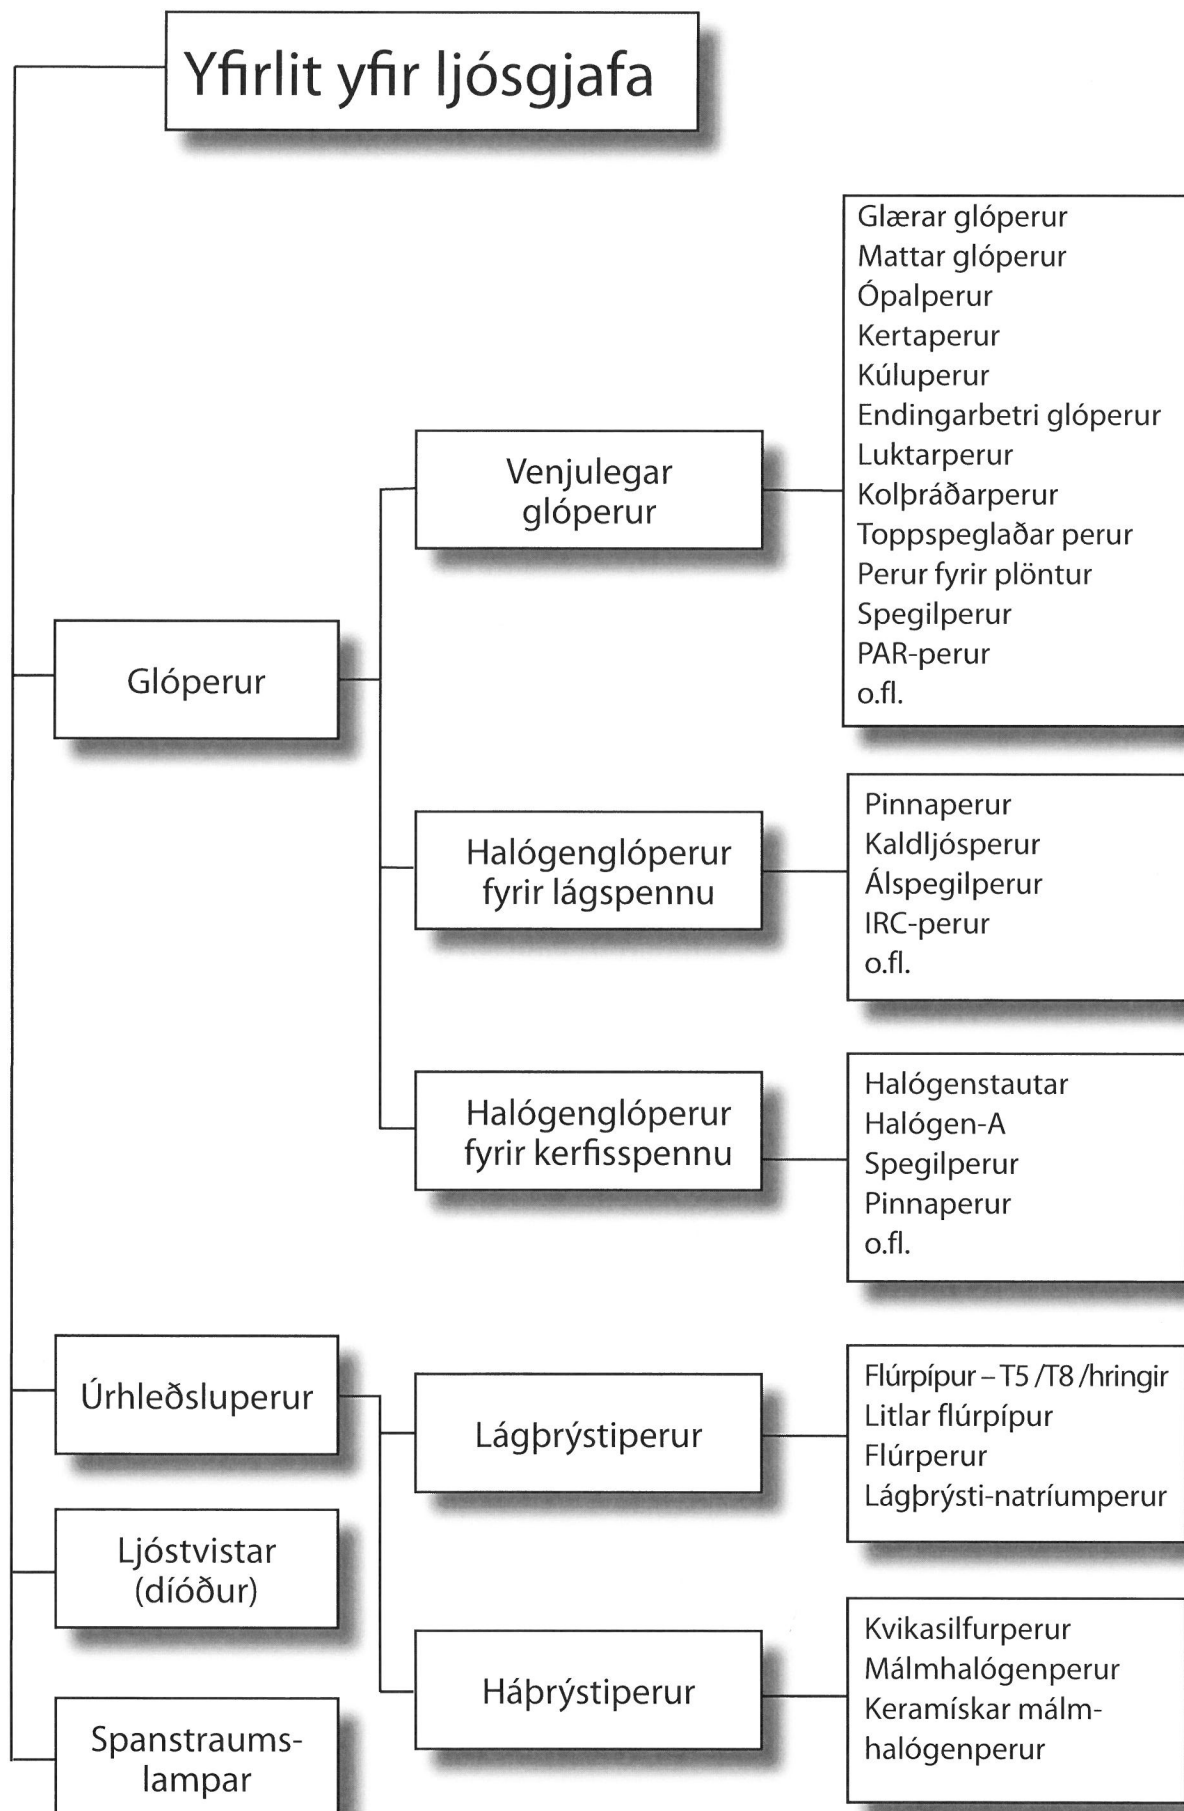 Yfirlit yfir ljósgjafa
Glóperur
Venjulegar
glóperur
Glærar glóperur
Mattar glóperur
Ópalperur
Kertaperur
Kúluperur
Endingarbetri glóperur
Luktarperur
Kolþráðarperur
Toppspeglaðar perur
Perur fyrir plöntur
Spegilperur
PAR-perur
o.fl.
Halógenglóperur
fyrir lágspennu
Pinnaperur
Kaldljósperur
Álspegilperur
IRC-perur
o.fl.
Halógenglóperur
fyrir kerfisspennu
Halógenstautar
Halógen-A
Spegilperur
Pinnaperur
o.fl.
Úrhleðsluperur
Lágþrýstiperur
Flúrpípur – T5 /T8 /hringir
Litlar flúrpípur
Flúrperur
Lágþrýsti-natríumperur
Háþrýstiperur
Kvikasilfurperur
Málmhalógenperur
Keramískar málm-
halógenperur
Ljóstvistar
(díóður)
Spanstraums-
lampar